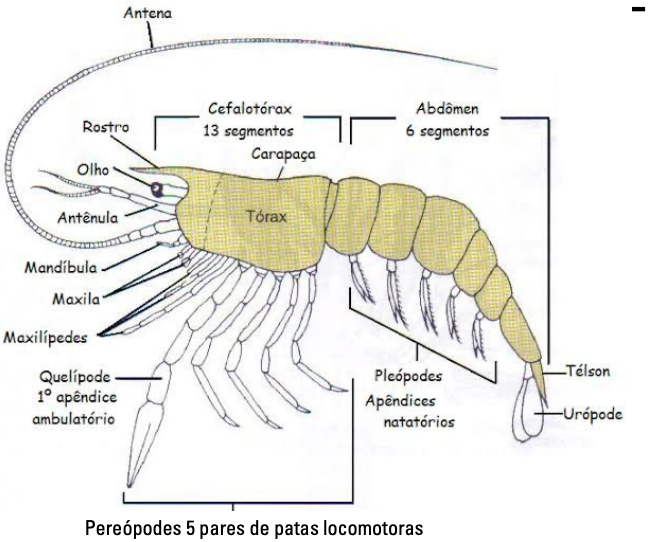 Antena
Cefalotórax
13 segmentos
Abdômen
6 segmentos
Rostro
Carapaça
Olho
Tórax
Antênula
Mandíbula
Maxila
Maxilípedes
Quelípode
1º apêndice
ambulatório
Pleópodes
Apêndices
natatórios
Télson
Urópode
Pereópodes 5 pares de patas locomotoras